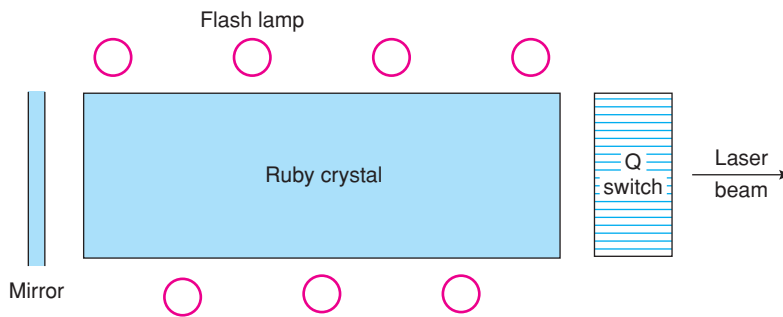 Flash lamp
Ruby crystal
Q
switch
Laser
beam
Mirror